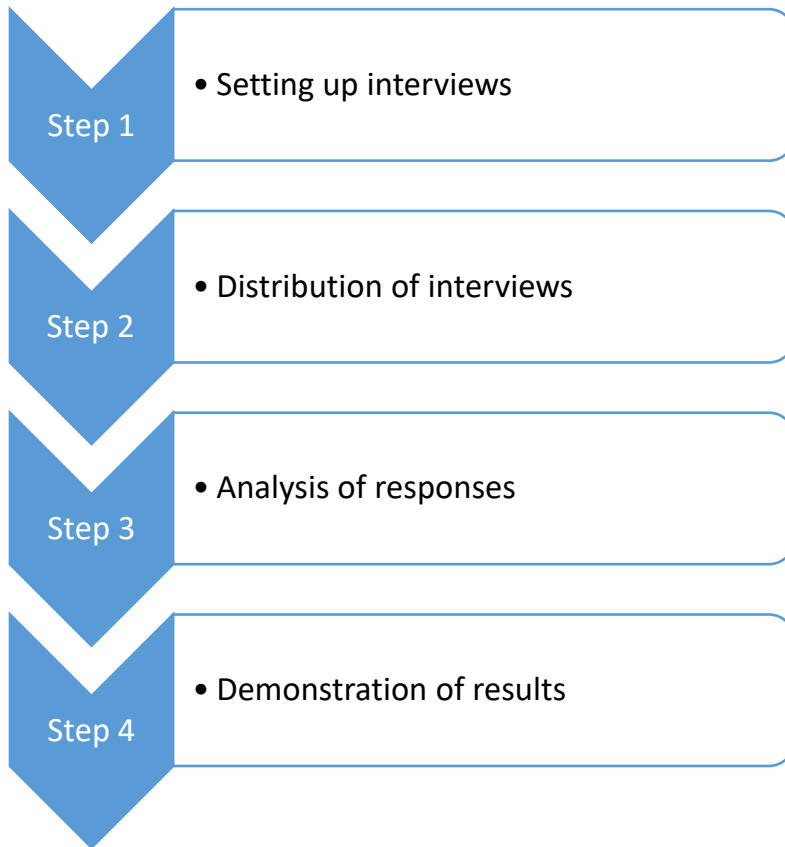 Step 1
• Setting up interviews
Step 2
• Distribution of interviews
Step 3
• Analysis of responses
Step 4
• Demonstration of results